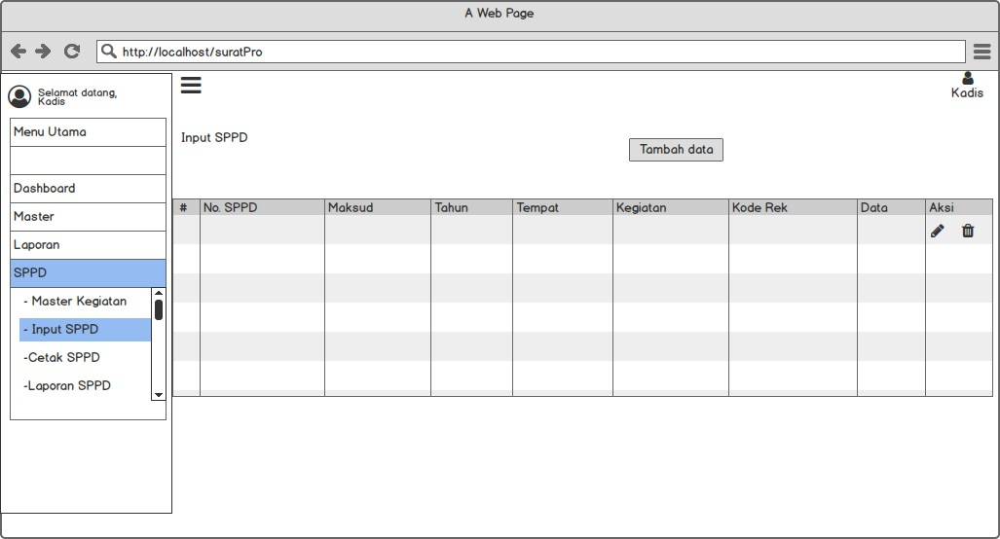 A Web Page
http://localhost/suratPro
Selamat datang,
Kadis
Kadis
Menu Utama
Dashboard
Master
Laporan
SPPD
- Master Kegiatan
- Input SPPD
-Cetak SPPD
-Laporan SPPD
Input SPPD
Tambah data
# No. SPPD Maksud Tahun Tempat Kegiatan Kode Rek Data Aksi